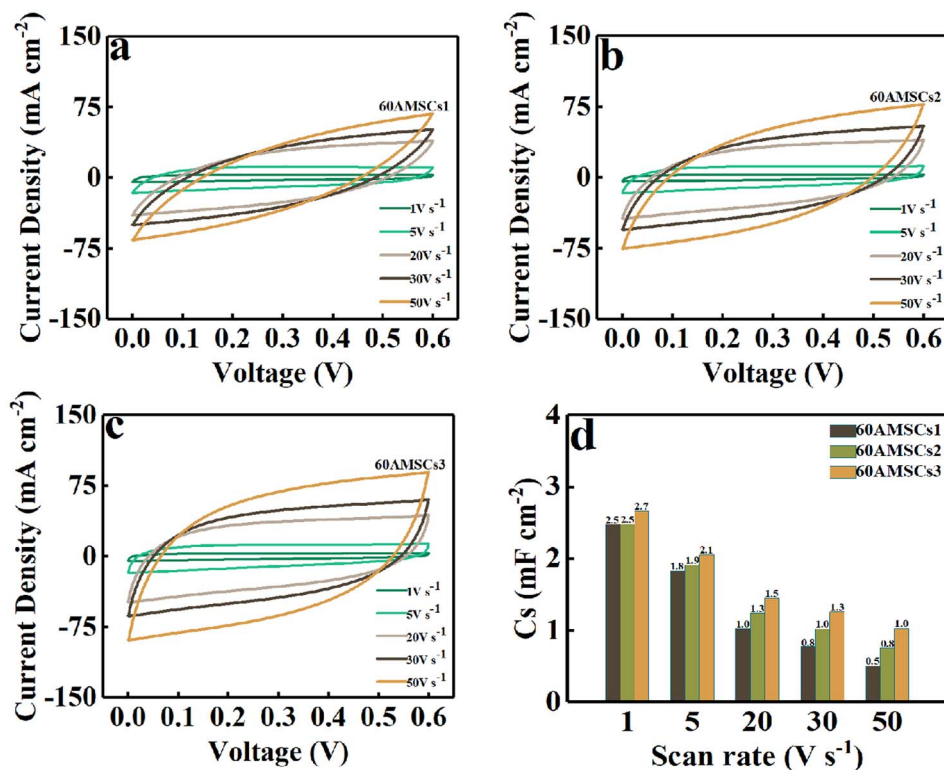 a
60AMSCs1
150
75
0
-75
-150
Current Density (mA cm⁻²)
1V s⁻¹
5V s⁻¹
20V s⁻¹
30V s⁻¹
50V s⁻¹
0.0 0.1 0.2 0.3 0.4 0.5 0.6
Voltage (V)
b
60AMSCs2
150
75
0
-75
-150
Current Density (mA cm⁻²)
1V s⁻¹
5V s⁻¹
20V s⁻¹
30V s⁻¹
50V s⁻¹
0.0 0.1 0.2 0.3 0.4 0.5 0.6
Voltage (V)
c
60AMSCs3
150
75
0
-75
-150
Current Density (mA cm⁻²)
1V s⁻¹
5V s⁻¹
20V s⁻¹
30V s⁻¹
50V s⁻¹
0.0 0.1 0.2 0.3 0.4 0.5 0.6
Voltage (V)
d
60AMSCs1
60AMSCs2
60AMSCs3
4
3
2
1
0
Cs (mF cm⁻²)
2.5 2.5 2.7
1.8 1.9 2.1
1.0 1.3 1.5
0.8 1.0 1.3
0.5 0.8 1.0
1 5 20 30 50
Scan rate (V s⁻¹)